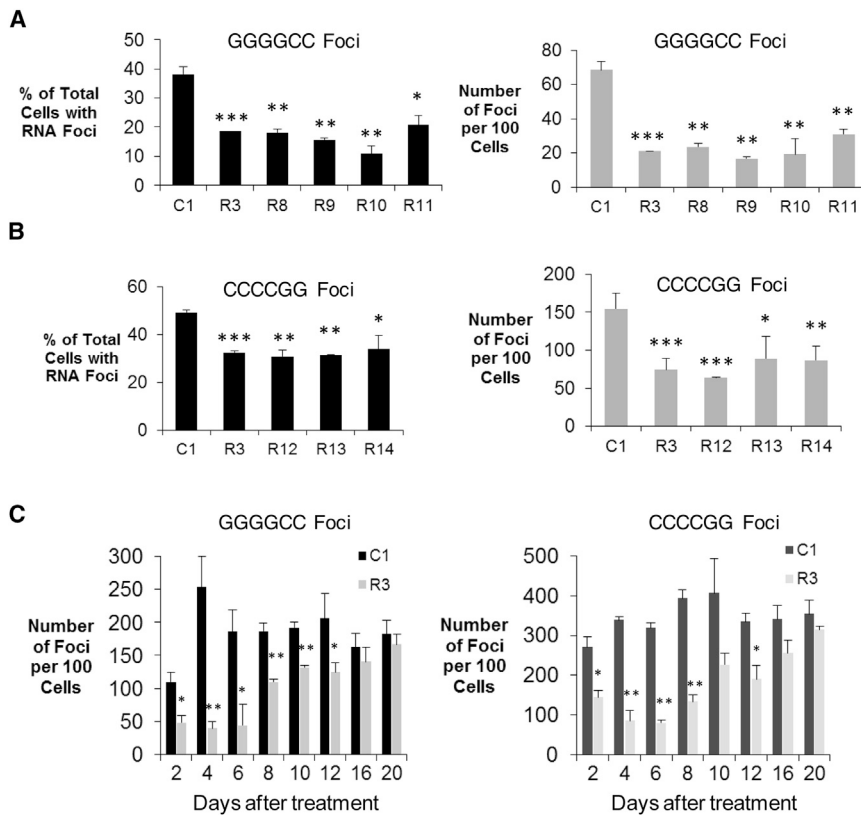 A
GGGGCC Foci
% of Total
Cells with
RNA Foci
50
40
30
20
10
0
***
**
**
**
*
C1 R3 R8 R9 R10 R11
GGGGCC Foci
Number
of Foci
per 100
Cells
80
60
40
20
0
***
**
**
**
**
C1 R3 R8 R9 R10 R11
B
CCCCGG Foci
% of Total
Cells with
RNA Foci
60
40
20
0
***
**
**
*
C1 R3 R12 R13 R14
CCCCGG Foci
Number
of Foci
per 100
Cells
200
150
100
50
0
***
***
*
**
C1 R3 R12 R13 R14
C
GGGGCC Foci
C1
R3
Number
of Foci
per 100
Cells
300
250
200
150
100
50
0
*
**
*
**
**
*
2 4 6 8 10 12 16 20
Days after treatment
CCCCGG Foci
C1
R3
Number
of Foci
per 100
Cells
500
400
300
200
100
0
*
**
**
**
*
2 4 6 8 10 12 16 20
Days after treatment